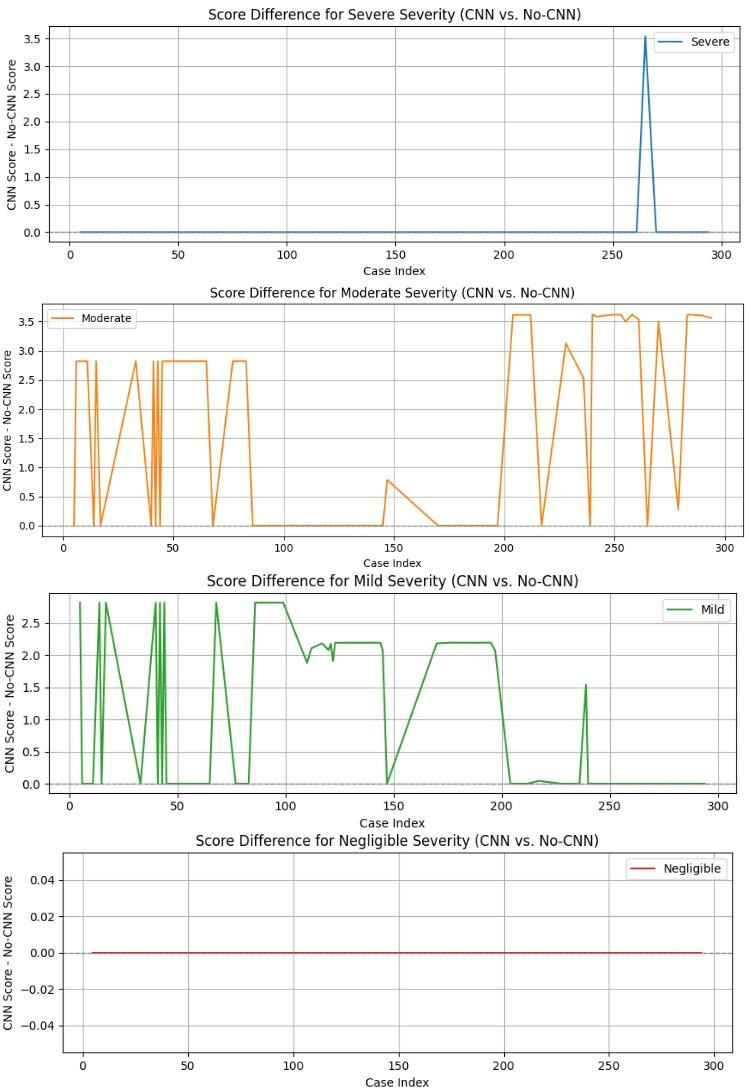 Score Difference for Severe Severity (CNN vs. No-CNN)
3.5
3.0
2.5
2.0
1.5
1.0
0.5
0.0
CNN Score - No-CNN Score
Severe
0 50 100 150 200 250 300
Case Index
Score Difference for Moderate Severity (CNN vs. No-CNN)
3.5
3.0
2.5
2.0
1.5
1.0
0.5
0.0
CNN Score - No-CNN Score
Moderate
0 50 100 150 200 250 300
Case Index
Score Difference for Mild Severity (CNN vs. No-CNN)
2.5
2.0
1.5
1.0
0.5
0.0
CNN Score - No-CNN Score
Mild
0 50 100 150 200 250 300
Case Index
Score Difference for Negligible Severity (CNN vs. No-CNN)
0.04
0.02
0.00
−0.02
−0.04
CNN Score - No-CNN Score
Negligible
0 50 100 150 200 250 300
Case Index